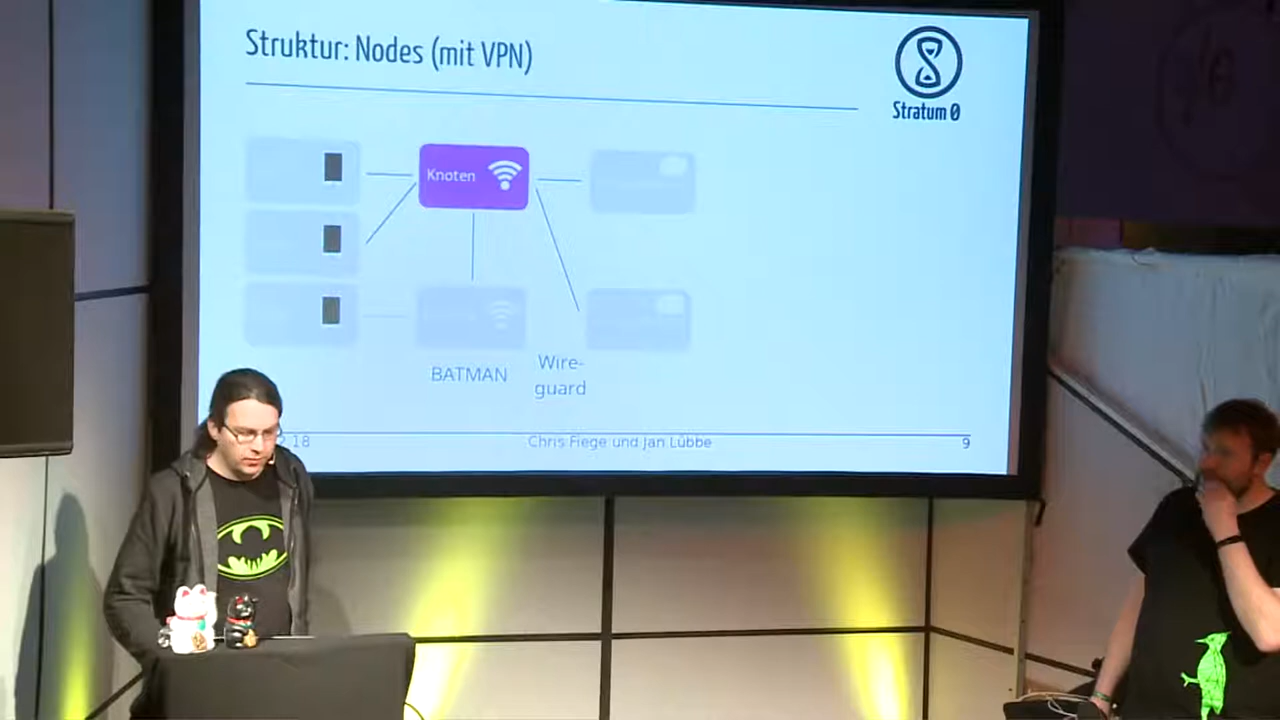 Struktur: Nodes (mit VPN)
Stratum 0
Knoten
BATMAN
Wire-
guard
18
Chris Fiege und Jan Lübbe
9